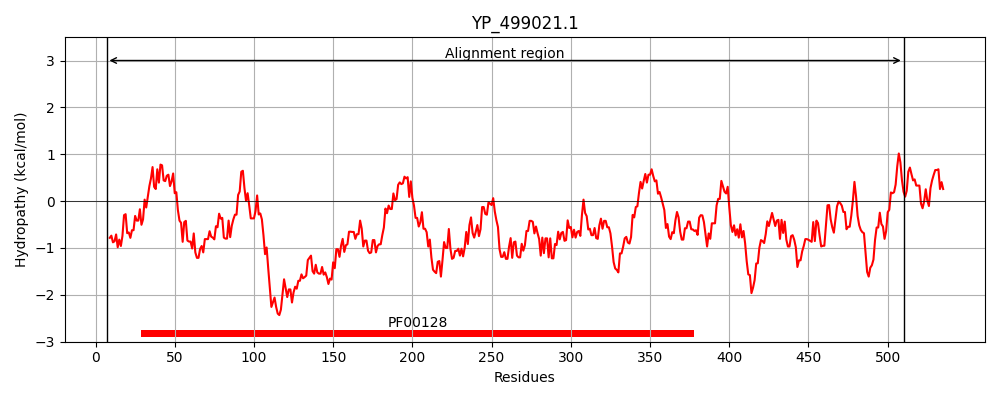 YP_499021.1
Alignment region
3
2
1
0
−1
−2
−3
Hydropathy (kcal/mol)
PF00128
0 50 100 150 200 250 300 350 400 450 500
Residues